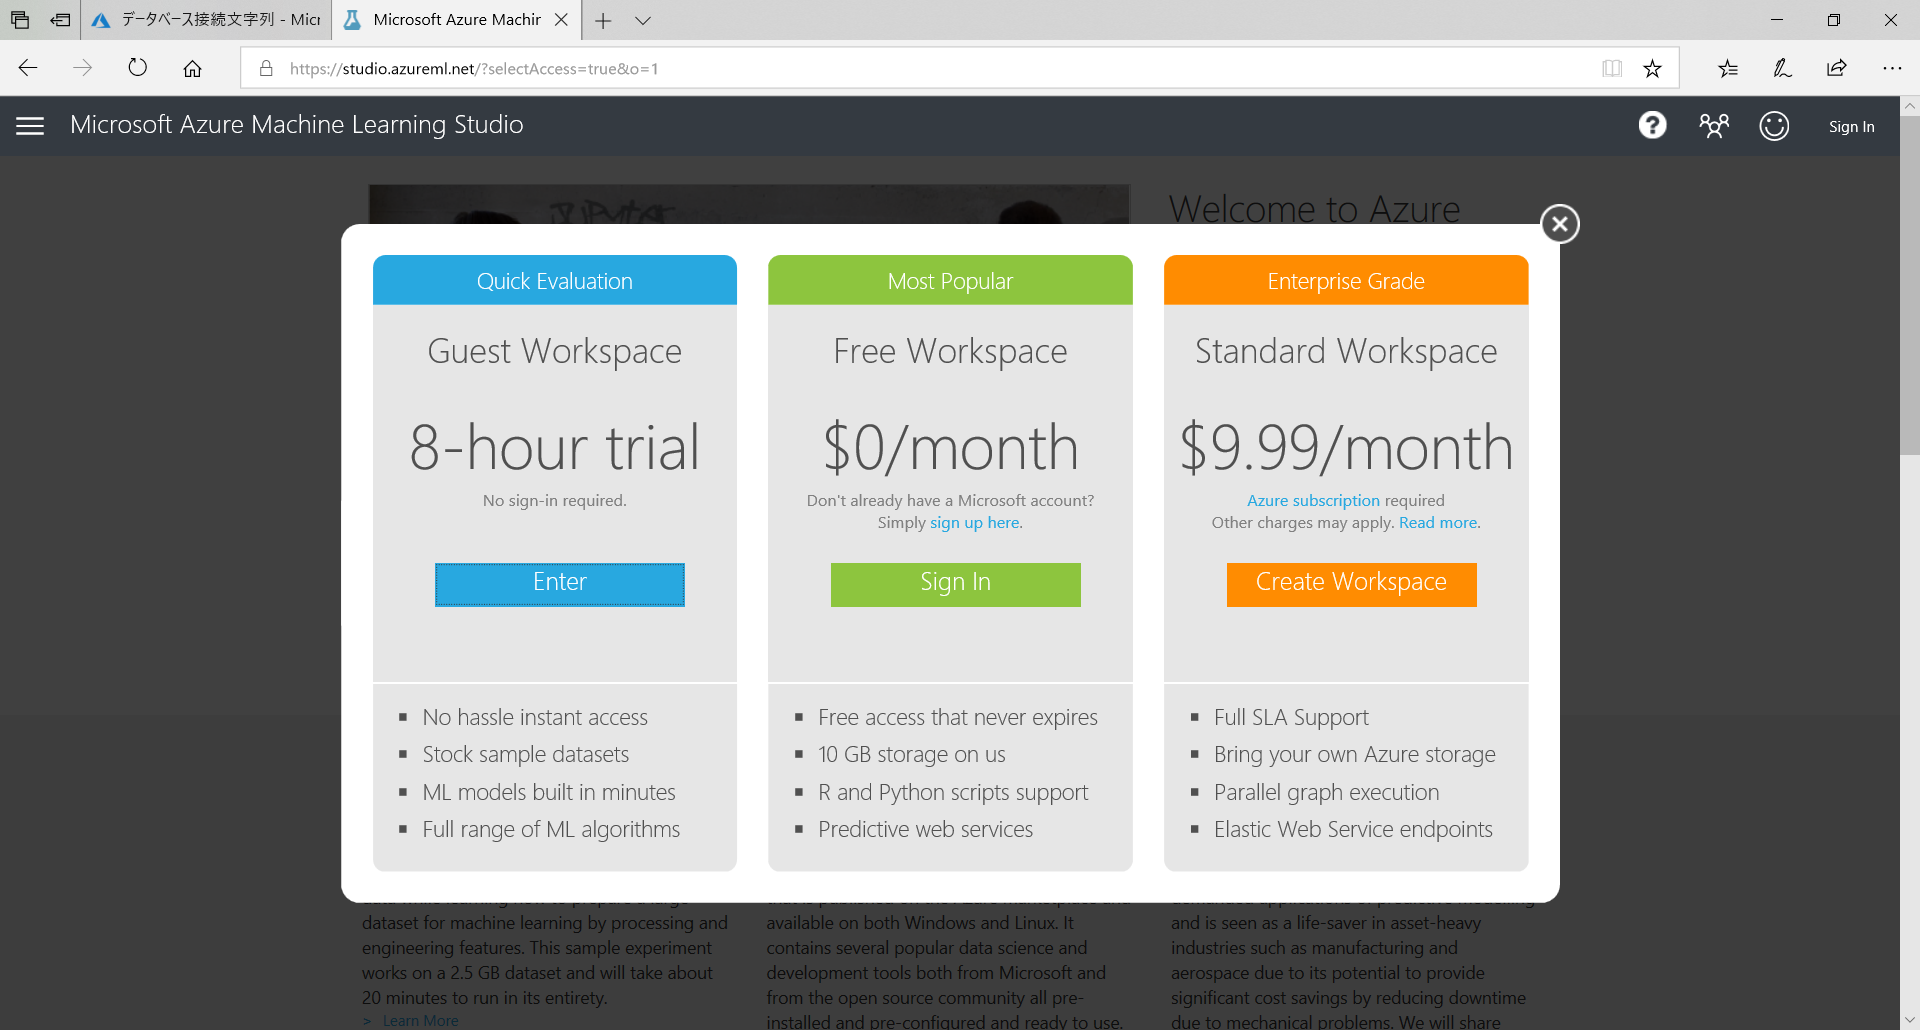 データベース接続文字列 - Micr
Microsoft Azure Machir
https://studio.azureml.net/?selectAccess=true&o=1
Microsoft Azure Machine Learning Studio
Sign In
Welcome to Azure
Quick Evaluation
Guest Workspace
8-hour trial
No sign-in required.
Enter
No hassle instant access
Stock sample datasets
ML models built in minutes
Full range of ML algorithms
Most Popular
Free Workspace
$0/month
Don't already have a Microsoft account?
Simply sign up here.
Sign In
Free access that never expires
10 GB storage on us
R and Python scripts support
Predictive web services
Enterprise Grade
Standard Workspace
$9.99/month
Azure subscription required
Other charges may apply. Read more.
Create Workspace
Full SLA Support
Bring your own Azure storage
Parallel graph execution
Elastic Web Service endpoints
dataset for machine learning by processing and
engineering features. This sample experiment
works on a 2.5 GB dataset and will take about
20 minutes to run in its entirety.
> Learn More
available on both Windows and Linux. It
contains several popular data science and
development tools both from Microsoft and
from the open source community all pre-
installed and pre-configured and ready to use.
and is seen as a life-saver in asset-heavy
industries such as manufacturing and
aerospace due to its potential to provide
significant cost savings by reducing downtime
due to mechanical problems. We will share